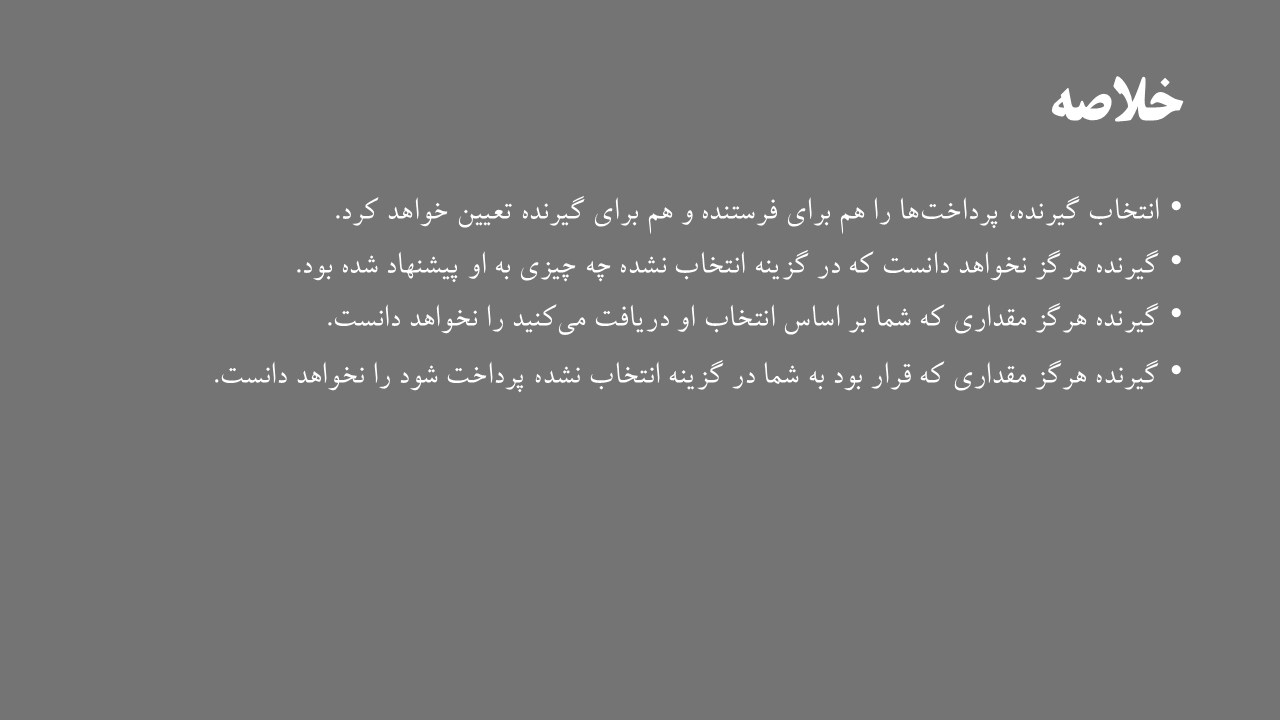 خلاصه
• انتخاب گیرنده، پرداخت‌ها را هم برای فرستنده و هم برای گیرنده تعیین خواهد کرد.
• گیرنده هرگز نخواهد دانست که در گزینه انتخاب نشده چه چیزی به او پیشنهاد شده بود.
• گیرنده هرگز مقداری که شما بر اساس انتخاب او دریافت می‌کنید را نخواهد دانست.
• گیرنده هرگز مقداری که قرار بود به شما در گزینه انتخاب نشده پرداخت شود را نخواهد دانست.